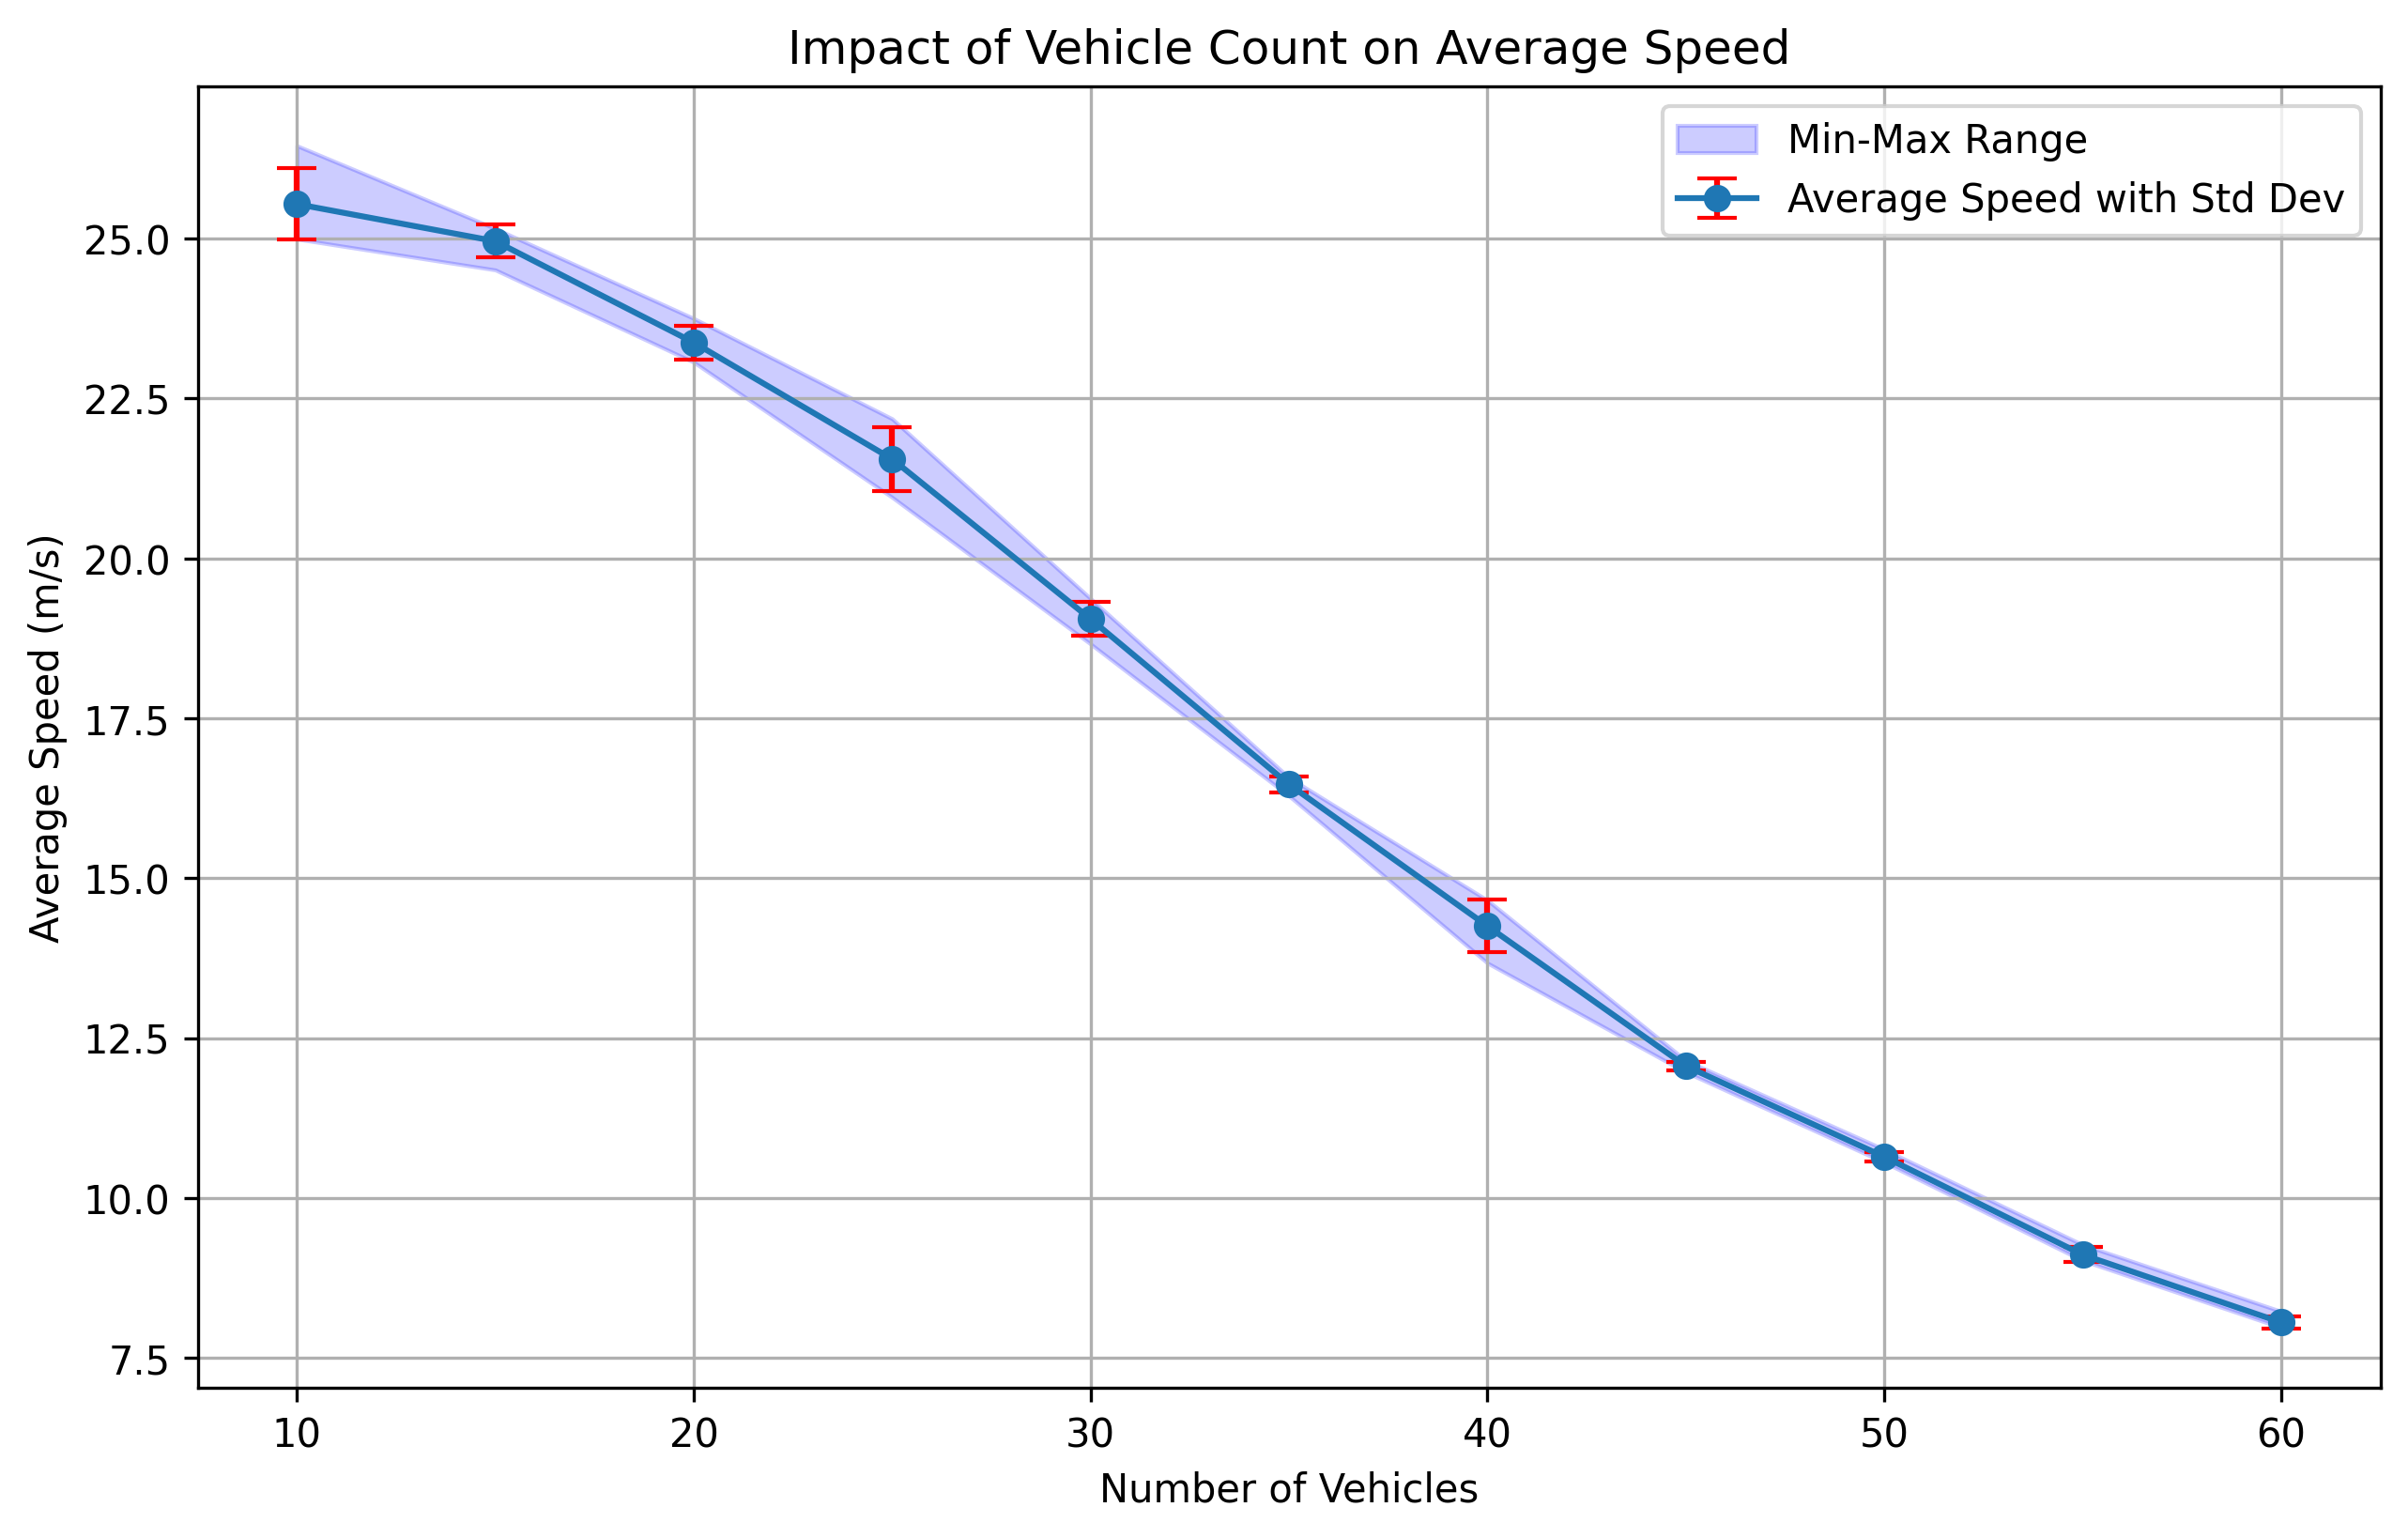 Impact of Vehicle Count on Average Speed
Min-Max Range
Average Speed with Std Dev
Average Speed (m/s)
25.0
22.5
20.0
17.5
15.0
12.5
10.0
7.5
10 20 30 40 50 60
Number of Vehicles